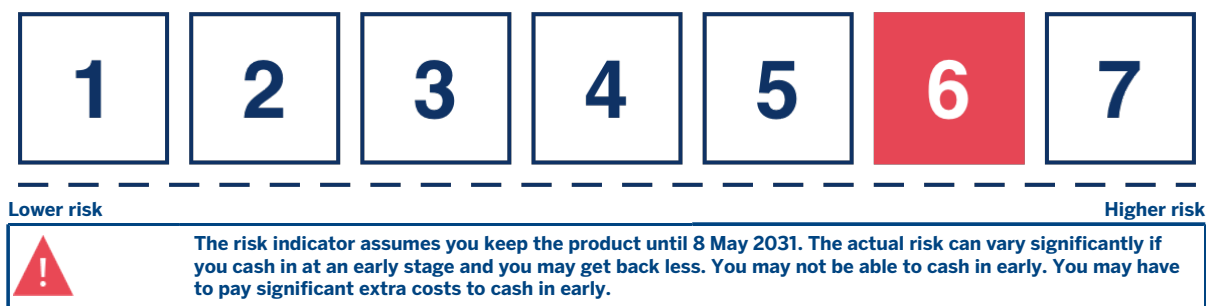 1 2 3 4 5 6 7
Lower risk Higher risk
! The risk indicator assumes you keep the product until 8 May 2031. The actual risk can vary significantly if
you cash in at an early stage and you may get back less. You may not be able to cash in early. You may have
to pay significant extra costs to cash in early.